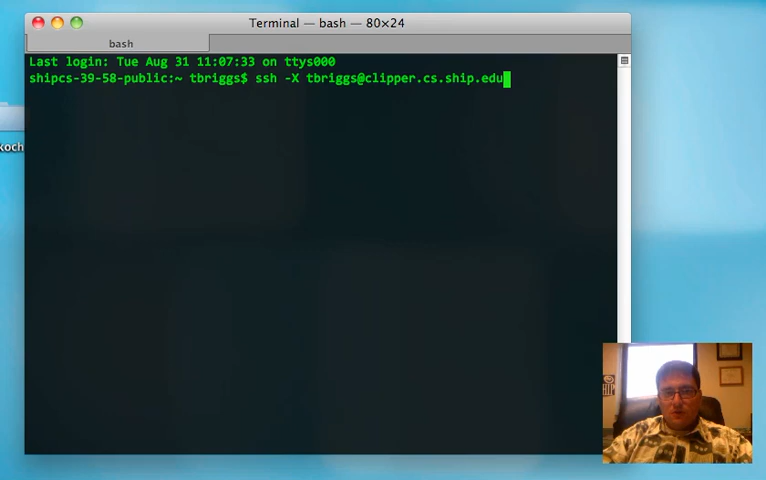 Terminal — bash — 80×24
bash
Last login: Tue Aug 31 11:07:33 on ttys000
shipcs-39-58-public:~ tbriggs$ ssh -X tbriggs@clipper.cs.ship.edu
koch